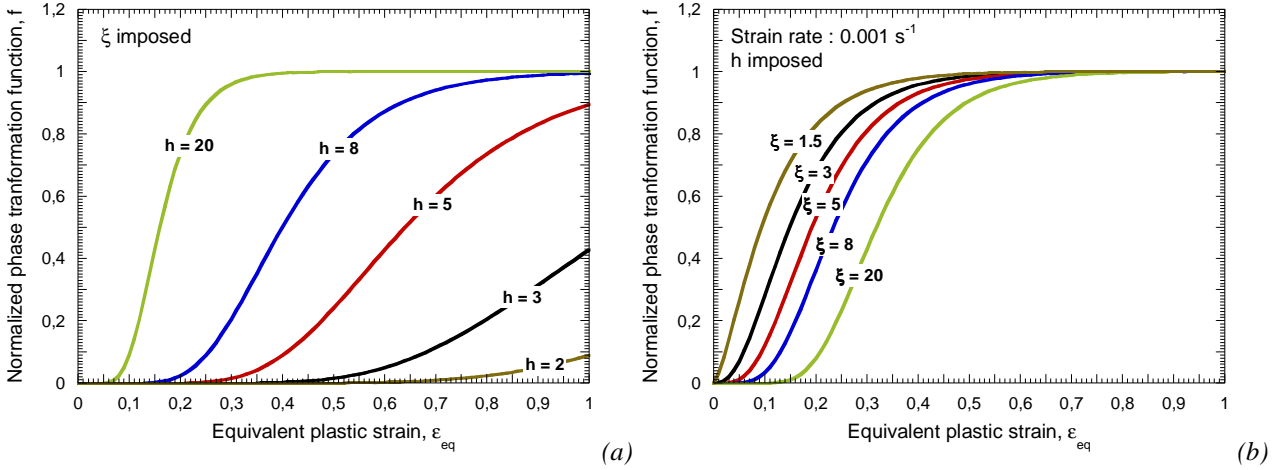 Normalized phase tranformation function, f
1,2
1
0,8
0,6
0,4
0,2
0
ξ imposed
h = 20
h = 8
h = 5
h = 3
h = 2
0 0,1 0,2 0,3 0,4 0,5 0,6 0,7 0,8 0,9 1
Equivalent plastic strain, ε_eq
(a)
Normalized phase tranformation function, f
1,2
1
0,8
0,6
0,4
0,2
0
Strain rate : 0.001 s⁻¹
h imposed
ξ = 1.5
ξ = 3
ξ = 5
ξ = 8
ξ = 20
0 0,1 0,2 0,3 0,4 0,5 0,6 0,7 0,8 0,9 1
Equivalent plastic strain, ε_eq
(b)